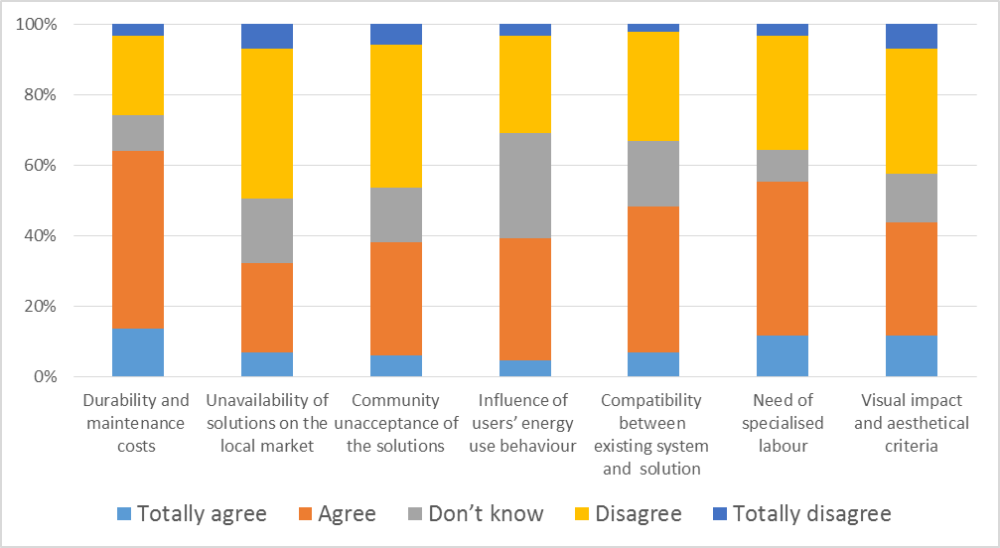 100%
80%
60%
40%
20%
0%
Durability and
maintenance
costs
Unavailability of
solutions on the
local market
Community
unacceptance of
the solutions
Influence of
users’ energy
use behaviour
Compatibility
between
existing system
and solution
Need of
specialised
labour
Visual impact
and aesthetical
criteria
Totally agree
Agree
Don’t know
Disagree
Totally disagree